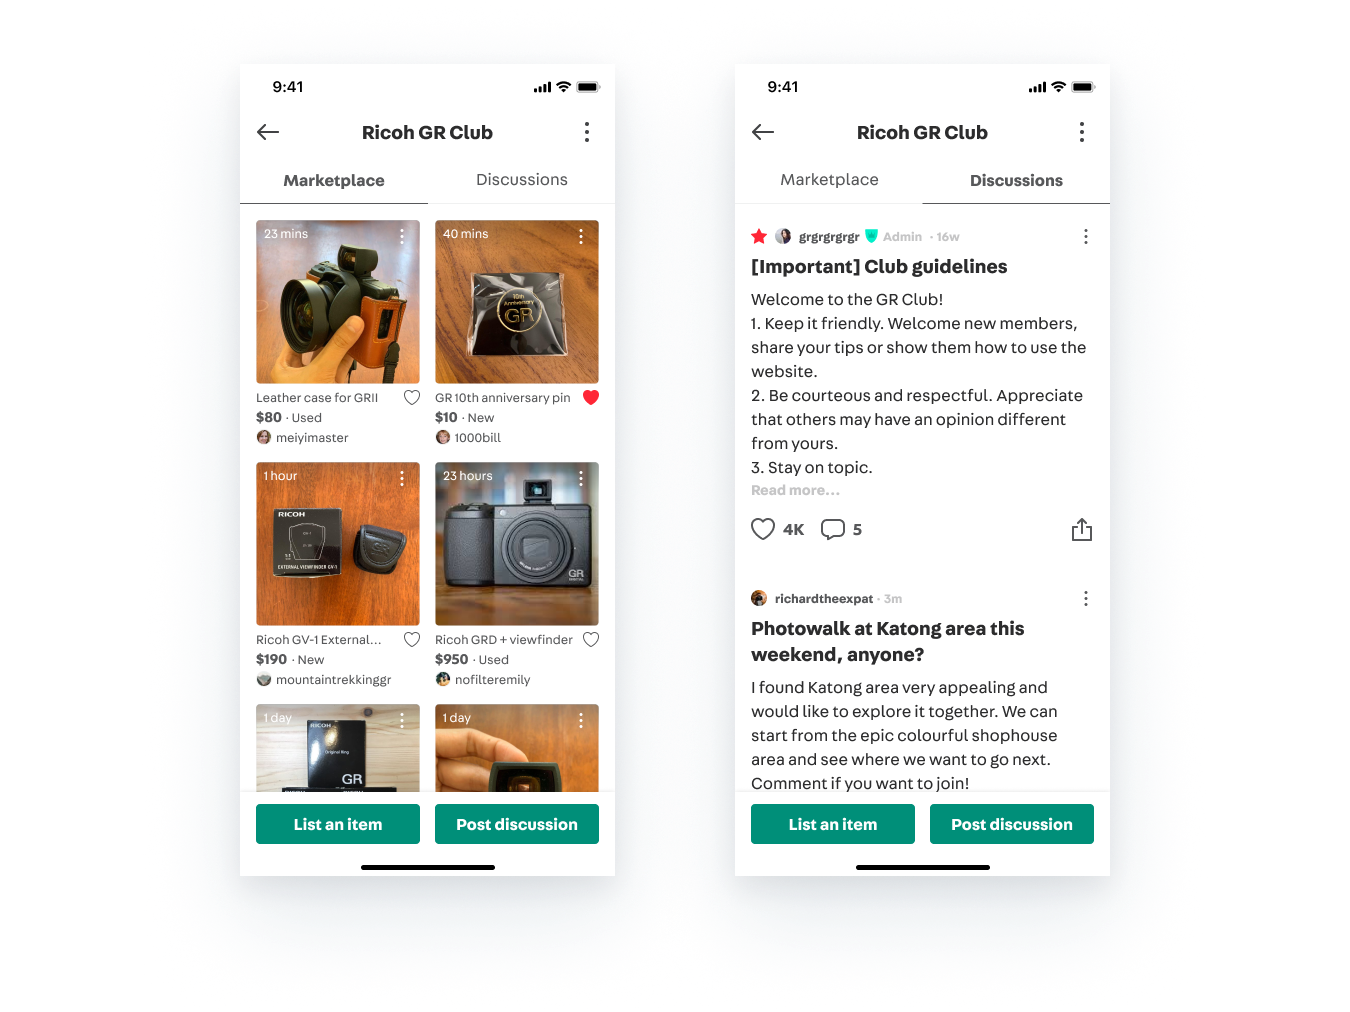 9:41
Ricoh GR Club
Marketplace
Discussions
23 mins
40 mins
10th
Anniversary
GR
Leather case for GRII
GR 10th anniversary pin
$80 · Used
$10 · New
meiyimaster
1000bill
1 hour
23 hours
RICOH
EXTERNAL VIEWFINDER GV-1
GR
GR
Ricoh GV-1 External...
Ricoh GRD + viewfinder
$190 · New
$950 · Used
mountaintrekkinggr
nofilteremily
1 day
1 day
RICOH
Original Ring
GR
List an item
Post discussion
9:41
Ricoh GR Club
Marketplace
Discussions
grgrgrgrgr Admin · 16w
[Important] Club guidelines
Welcome to the GR Club!
1. Keep it friendly. Welcome new members,
share your tips or show them how to use the
website.
2. Be courteous and respectful. Appreciate
that others may have an opinion different
from yours.
3. Stay on topic.
Read more...
4K
5
richardtheexpat · 3m
Photowalk at Katong area this
weekend, anyone?
I found Katong area very appealing and
would like to explore it together. We can
start from the epic colourful shophouse
area and see where we want to go next.
Comment if you want to join!
List an item
Post discussion